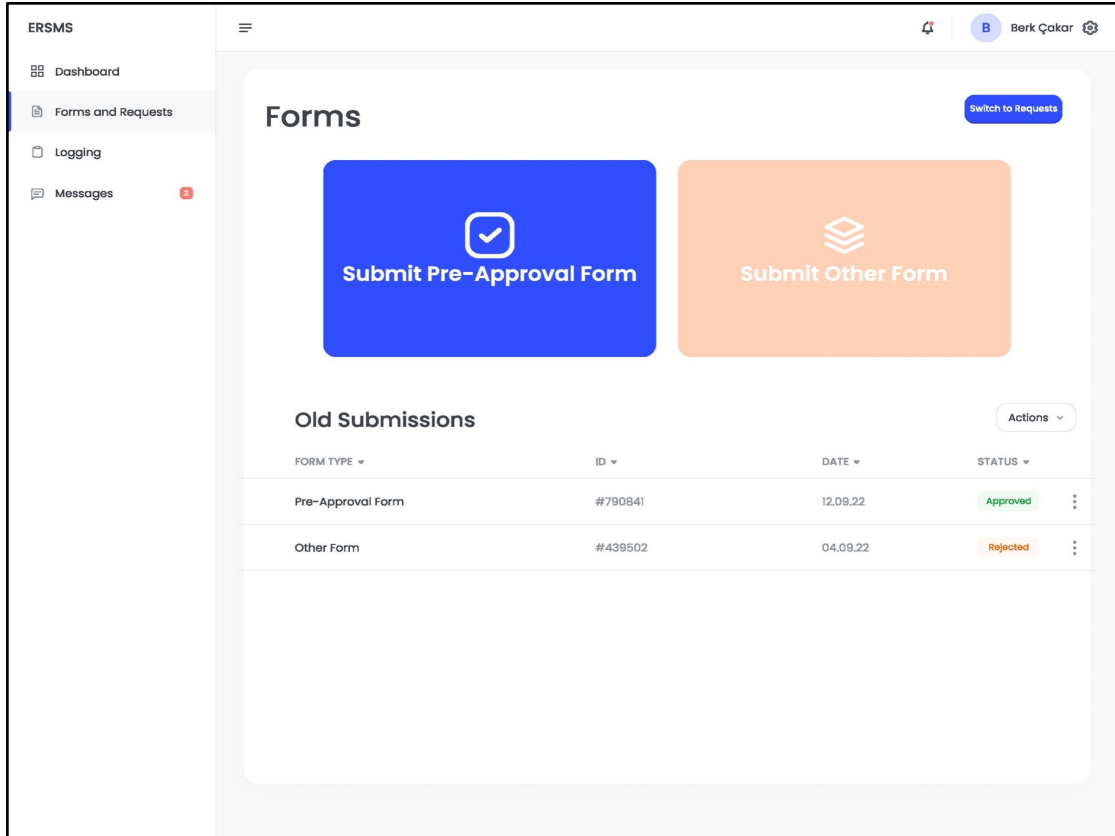 ERSMS
B Berk Çakar
Dashboard
Forms and Requests
Logging
Messages 2
Forms
Switch to Requests
Submit Pre-Approval Form
Submit Other Form
Old Submissions
Actions
FORM TYPE ID DATE STATUS
Pre-Approval Form #790841 12.09.22 Approved
Other Form #439502 04.09.22 Rejected